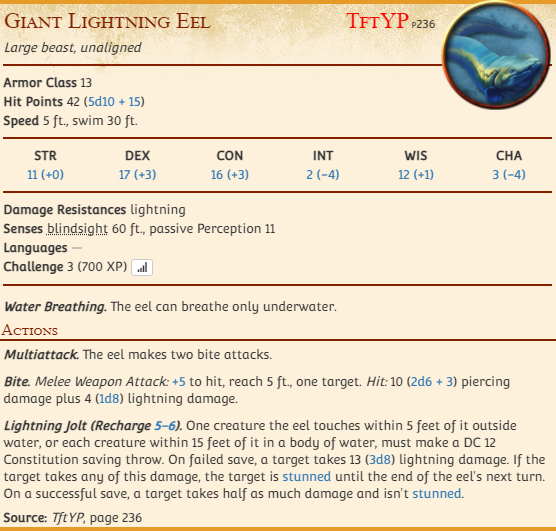 Giant Lightning Eel TftYP p236
Large beast, unaligned
Armor Class 13
Hit Points 42 (5d10 + 15)
Speed 5 ft., swim 30 ft.
STR DEX CON INT WIS CHA
11 (+0) 17 (+3) 16 (+3) 2 (−4) 12 (+1) 3 (−4)
Damage Resistances lightning
Senses blindsight 60 ft., passive Perception 11
Languages —
Challenge 3 (700 XP)
Water Breathing. The eel can breathe only underwater.
Actions
Multiattack. The eel makes two bite attacks.
Bite. Melee Weapon Attack: +5 to hit, reach 5 ft., one target. Hit: 10 (2d6 + 3) piercing
damage plus 4 (1d8) lightning damage.
Lightning Jolt (Recharge 5–6). One creature the eel touches within 5 feet of it outside
water, or each creature within 15 feet of it in a body of water, must make a DC 12
Constitution saving throw. On failed save, a target takes 13 (3d8) lightning damage. If the
target takes any of this damage, the target is stunned until the end of the eel's next turn.
On a successful save, a target takes half as much damage and isn't stunned.
Source: TftYP, page 236